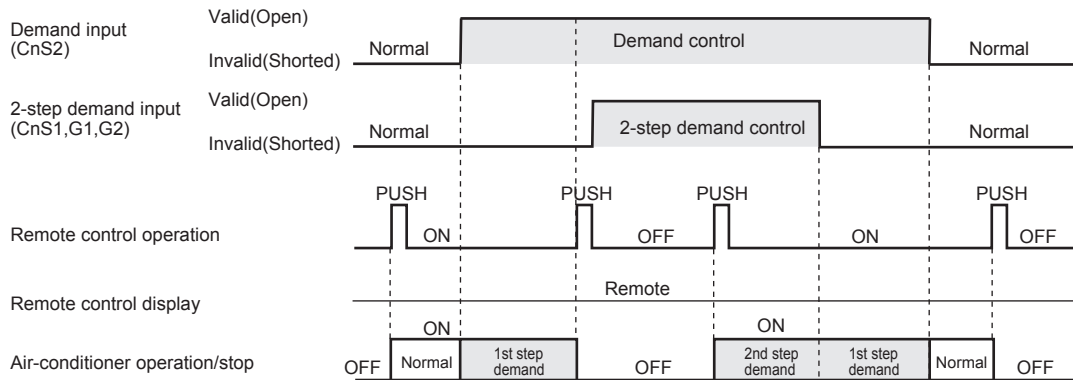 Demand input
(CnS2)
Valid(Open)
Invalid(Shorted)
Normal
Demand control
Normal
2-step demand input
(CnS1,G1,G2)
Valid(Open)
Invalid(Shorted)
Normal
2-step demand control
Normal
PUSH
PUSH
PUSH
PUSH
Remote control operation
ON
OFF
ON
OFF
Remote control display
Remote
ON
ON
Air-conditioner operation/stop
OFF
Normal
1st step
demand
OFF
2nd step
demand
1st step
demand
Normal
OFF